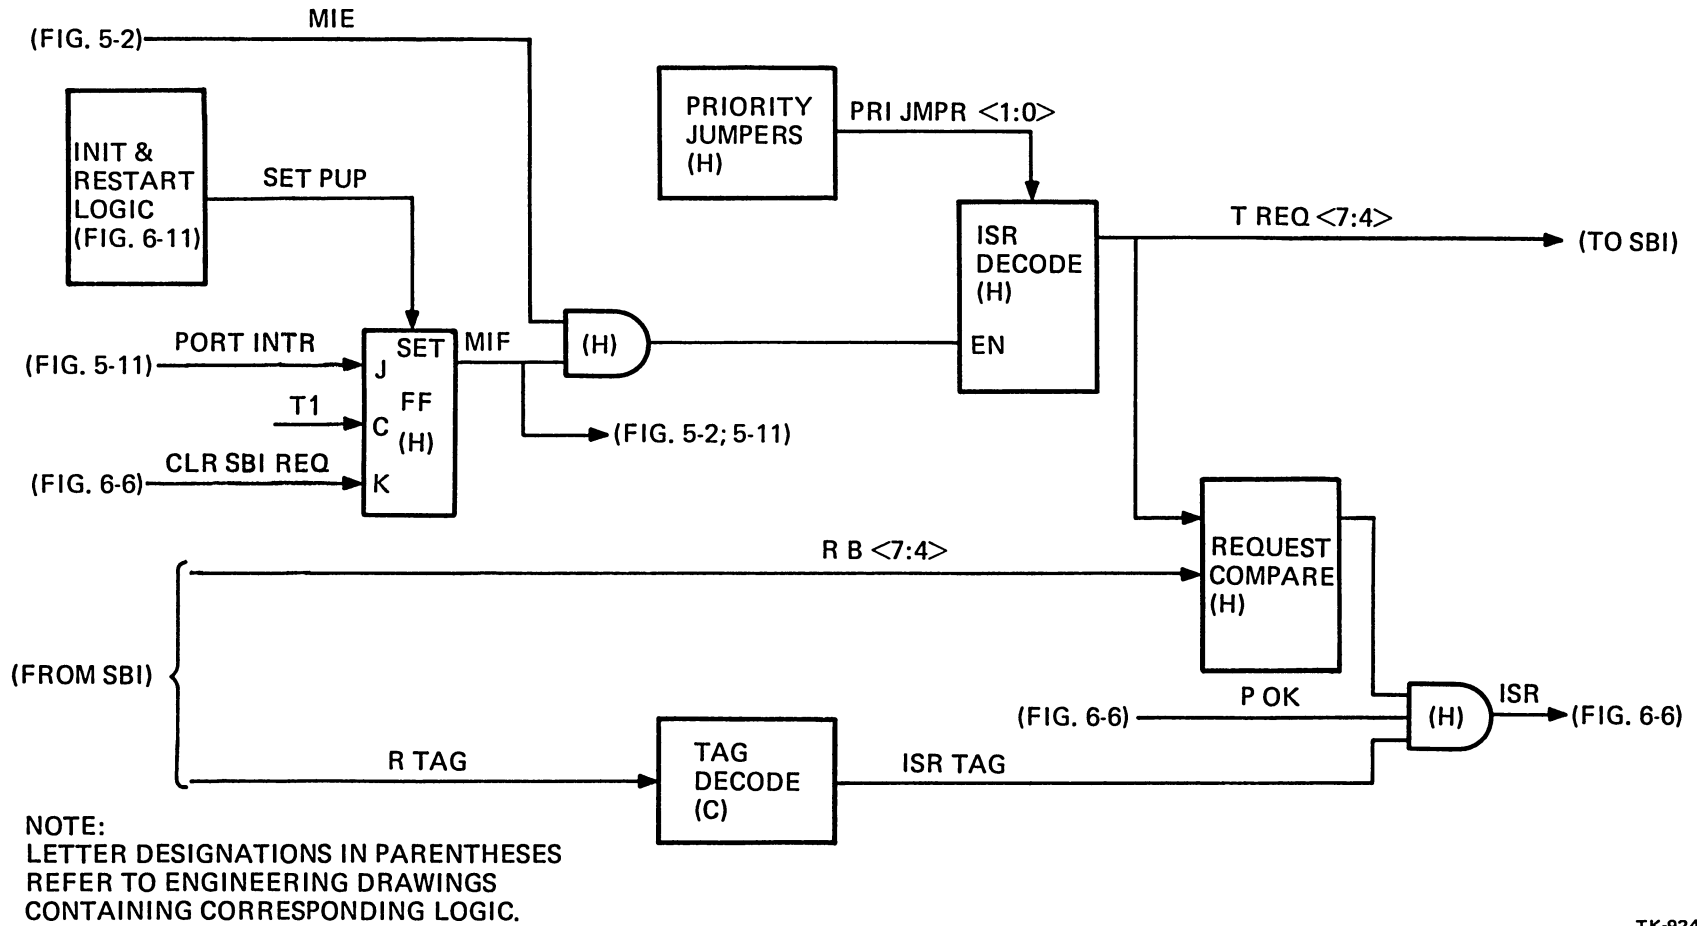 MIE
(FIG. 5-2)
INIT &
RESTART
LOGIC
(FIG. 6-11)
SET PUP
PRIORITY
JUMPERS
(H)
PRI JMPR <1:0>
ISR
DECODE
(H)
EN
T REQ <7:4>
(TO SBI)
PORT INTR
(FIG. 5-11)
T1
CLR SBI REQ
(FIG. 6-6)
SET
J
FF
C
(H)
K
MIF
(H)
(FIG. 5-2; 5-11)
R B <7:4>
REQUEST
COMPARE
(H)
(FROM SBI)
P OK
(FIG. 6-6)
(H)
ISR
(FIG. 6-6)
R TAG
TAG
DECODE
(C)
ISR TAG
NOTE:
LETTER DESIGNATIONS IN PARENTHESES
REFER TO ENGINEERING DRAWINGS
CONTAINING CORRESPONDING LOGIC.